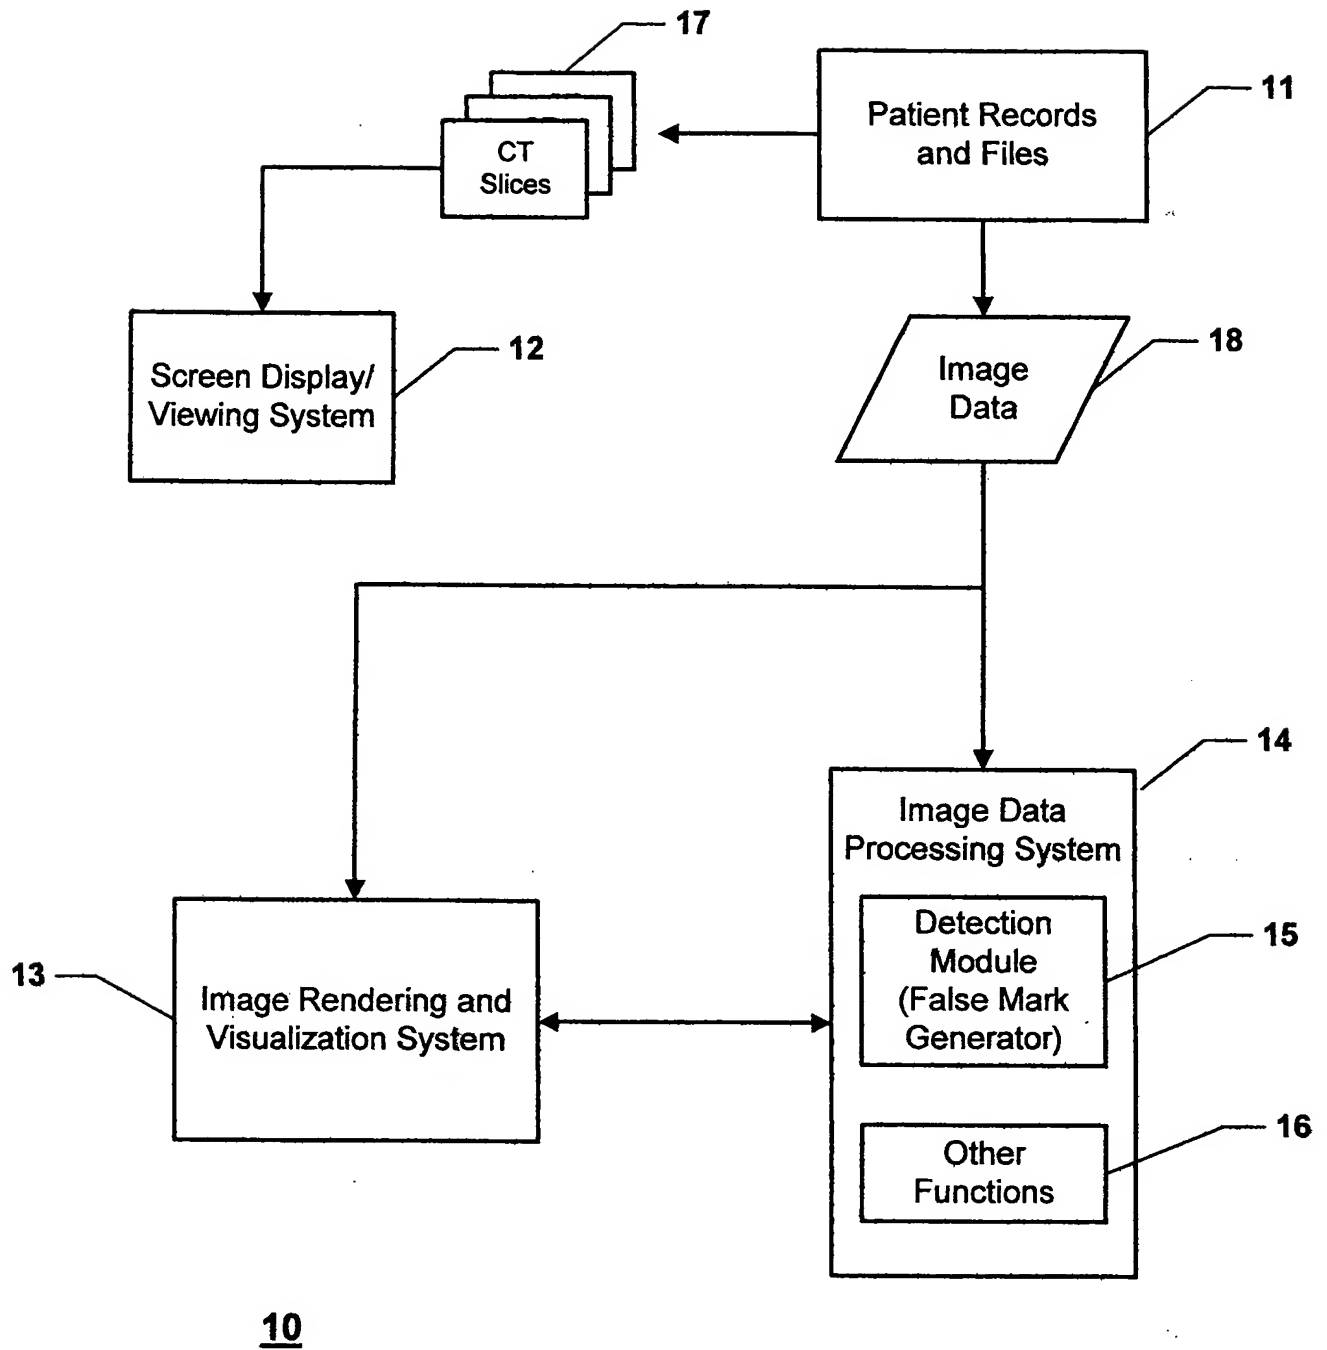 17
Patient Records
and Files
11
CT
Slices
Screen Display/
Viewing System
12
Image
Data
18
14
Image Data
Processing System
Detection
Module
(False Mark
Generator)
15
13
Image Rendering and
Visualization System
Other
Functions
16
10